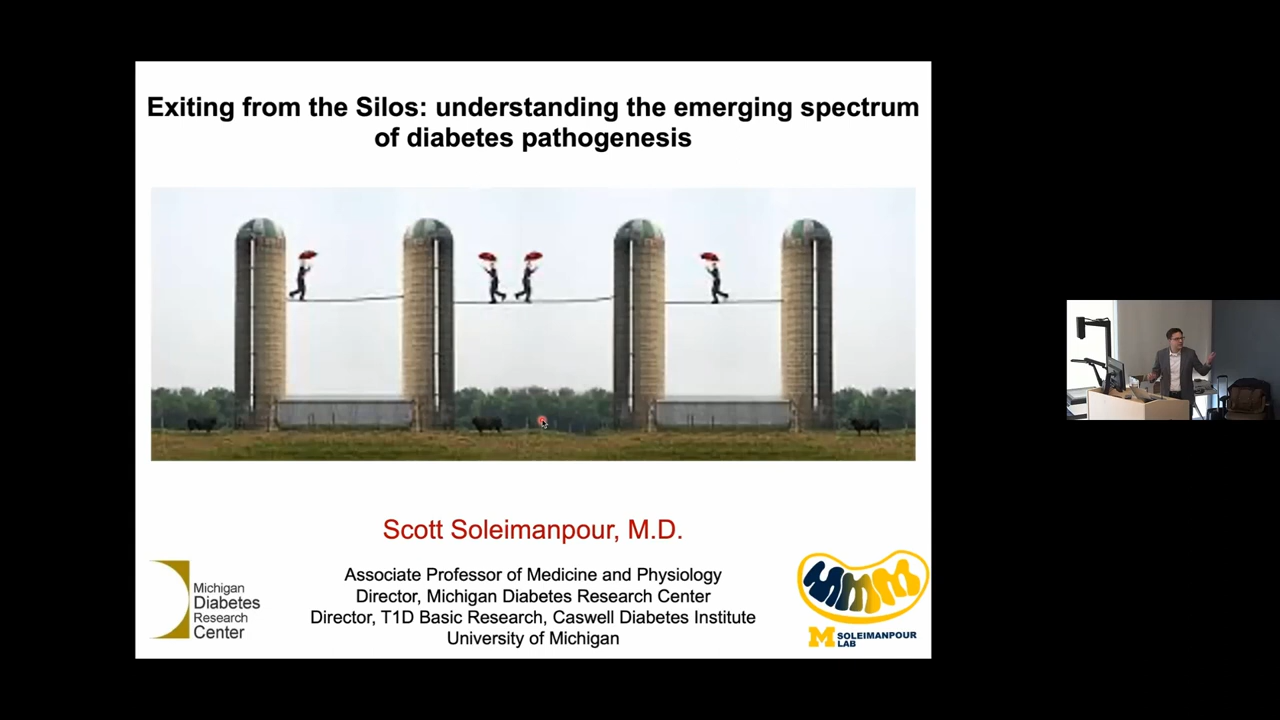 Exiting from the Silos: understanding the emerging spectrum
of diabetes pathogenesis
Scott Soleimanpour, M.D.
Associate Professor of Medicine and Physiology
Director, Michigan Diabetes Research Center
Director, T1D Basic Research, Caswell Diabetes Institute
University of Michigan
Michigan
Diabetes
Research
Center
M SOLEIMANPOUR
LAB